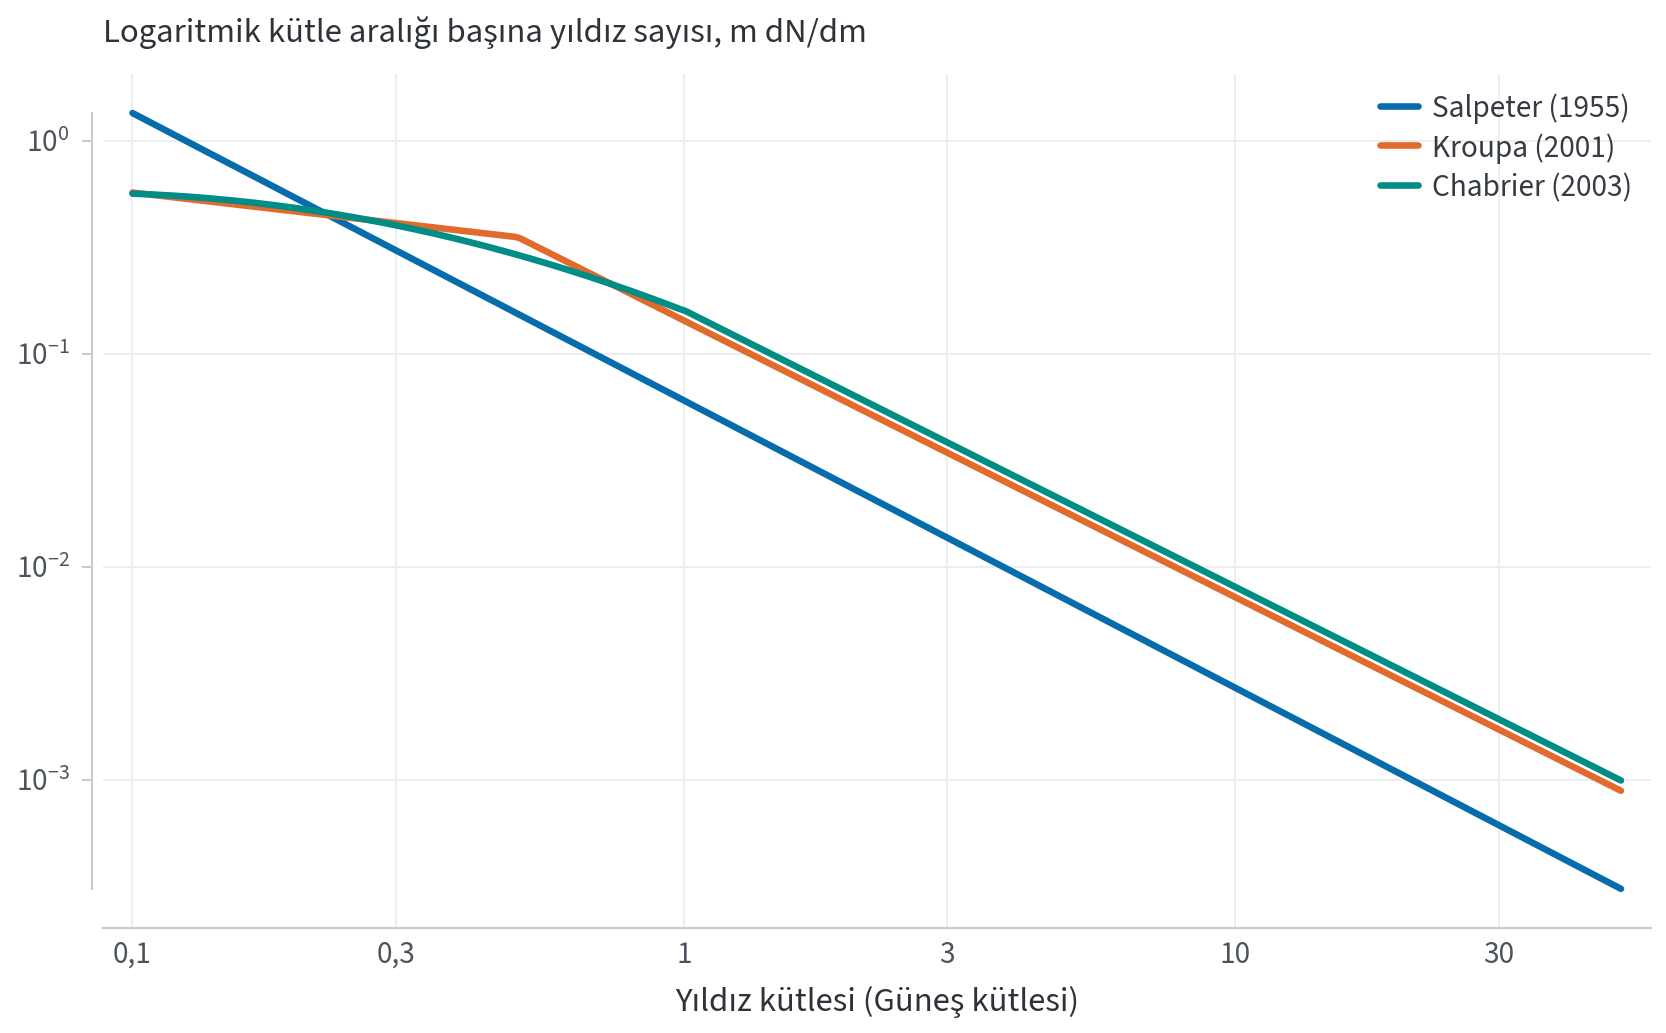 Logaritmik kütle aralığı başına yıldız sayısı, m dN/dm
Salpeter (1955)
Kroupa (2001)
Chabrier (2003)
10⁰
10⁻¹
10⁻²
10⁻³
0,1 0,3 1 3 10 30
Yıldız kütlesi (Güneş kütlesi)